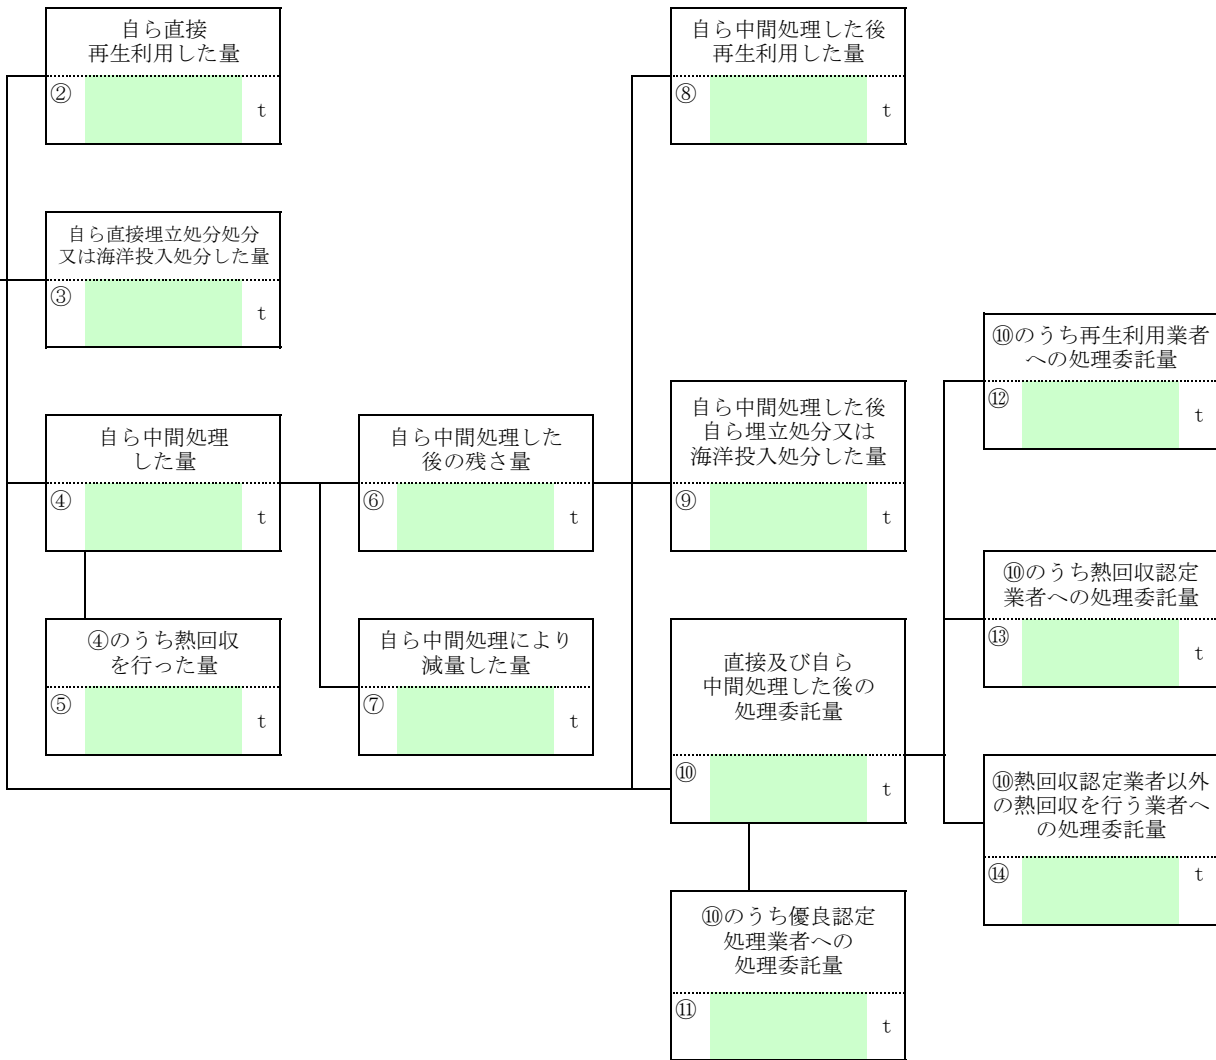 自ら直接
再生利用した量
②
t
自ら中間処理した後
再生利用した量
⑧
t
自ら直接埋立処分処分
又は海洋投入処分した量
③
t
⑩のうち再生利用業者
への処理委託量
⑫
t
自ら中間処理
した量
④
t
自ら中間処理した
後の残さ量
⑥
t
自ら中間処理した後
自ら埋立処分又は
海洋投入処分した量
⑨
t
⑩のうち熱回収認定
業者への処理委託量
⑬
t
④のうち熱回収
を行った量
⑤
t
自ら中間処理により
減量した量
⑦
t
直接及び自ら
中間処理した後の
処理委託量
⑩
t
⑩熱回収認定業者以外
の熱回収を行う業者へ
の処理委託量
⑭
t
⑩のうち優良認定
処理業者への
処理委託量
⑪
t